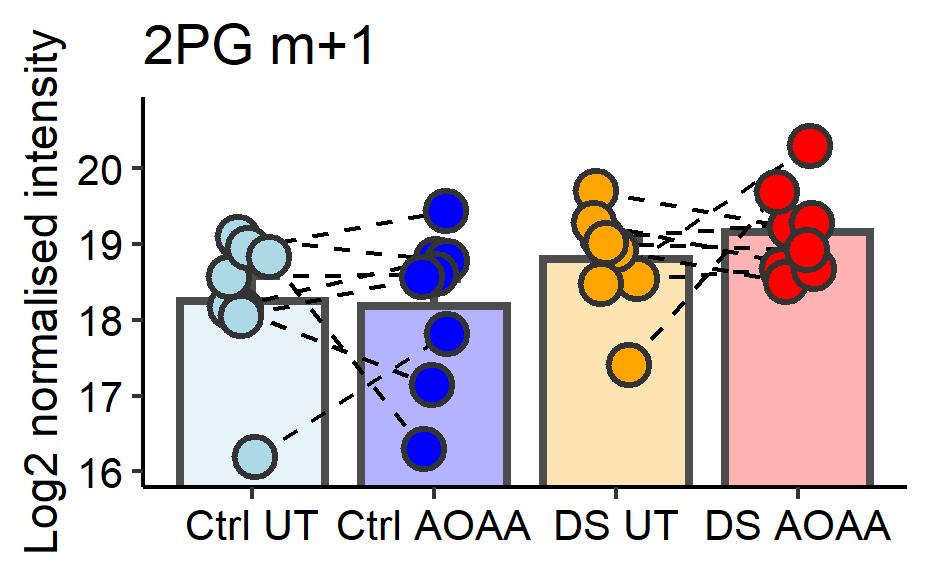 2PG m+1
Log2 normalised intensity
20
19
18
17
16
Ctrl UT Ctrl AOAA DS UT DS AOAA